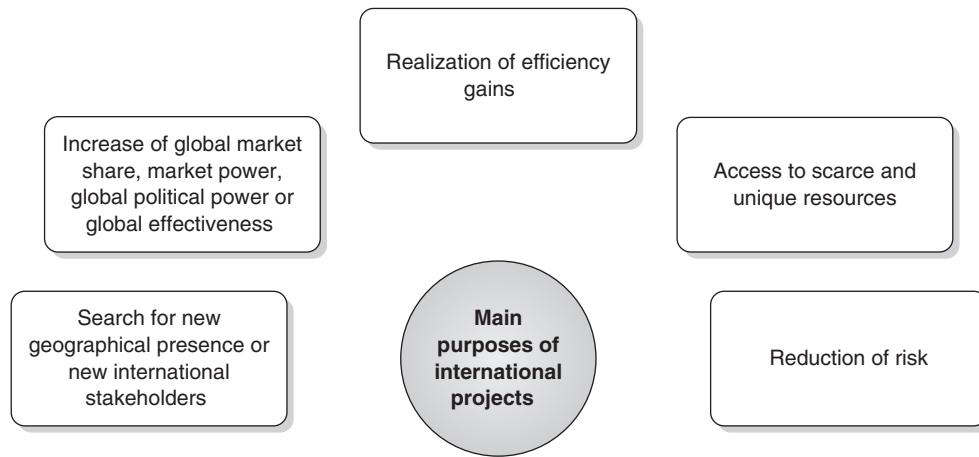 Realization of efficiency
gains
Increase of global market
share, market power,
global political power or
global effectiveness
Access to scarce and
unique resources
Search for new
geographical presence or
new international
stakeholders
Main
purposes of
international
projects
Reduction of risk